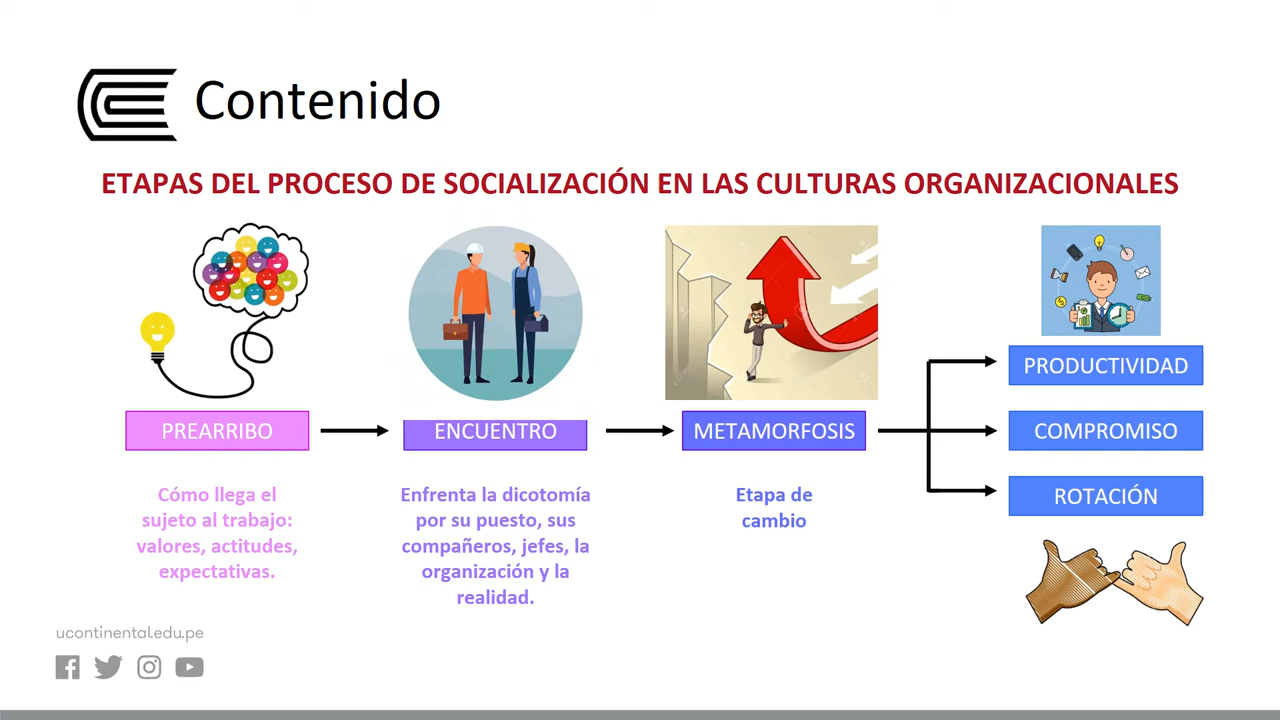 Contenido
ETAPAS DEL PROCESO DE SOCIALIZACIÓN EN LAS CULTURAS ORGANIZACIONALES
PREARRIBO
Cómo llega el
sujeto al trabajo:
valores, actitudes,
expectativas.
ENCUENTRO
Enfrenta la dicotomía
por su puesto, sus
compañeros, jefes, la
organización y la
realidad.
METAMORFOSIS
Etapa de
cambio
PRODUCTIVIDAD
COMPROMISO
ROTACIÓN
ucontinental.edu.pe